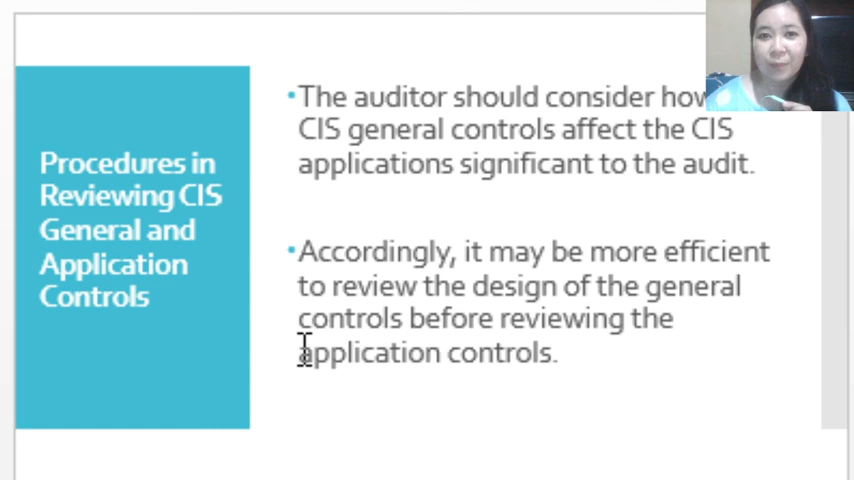 Procedures in
Reviewing CIS
General and
Application
Controls
•The auditor should consider how
CIS general controls affect the CIS
applications significant to the audit.
•Accordingly, it may be more efficient
to review the design of the general
controls before reviewing the
application controls.